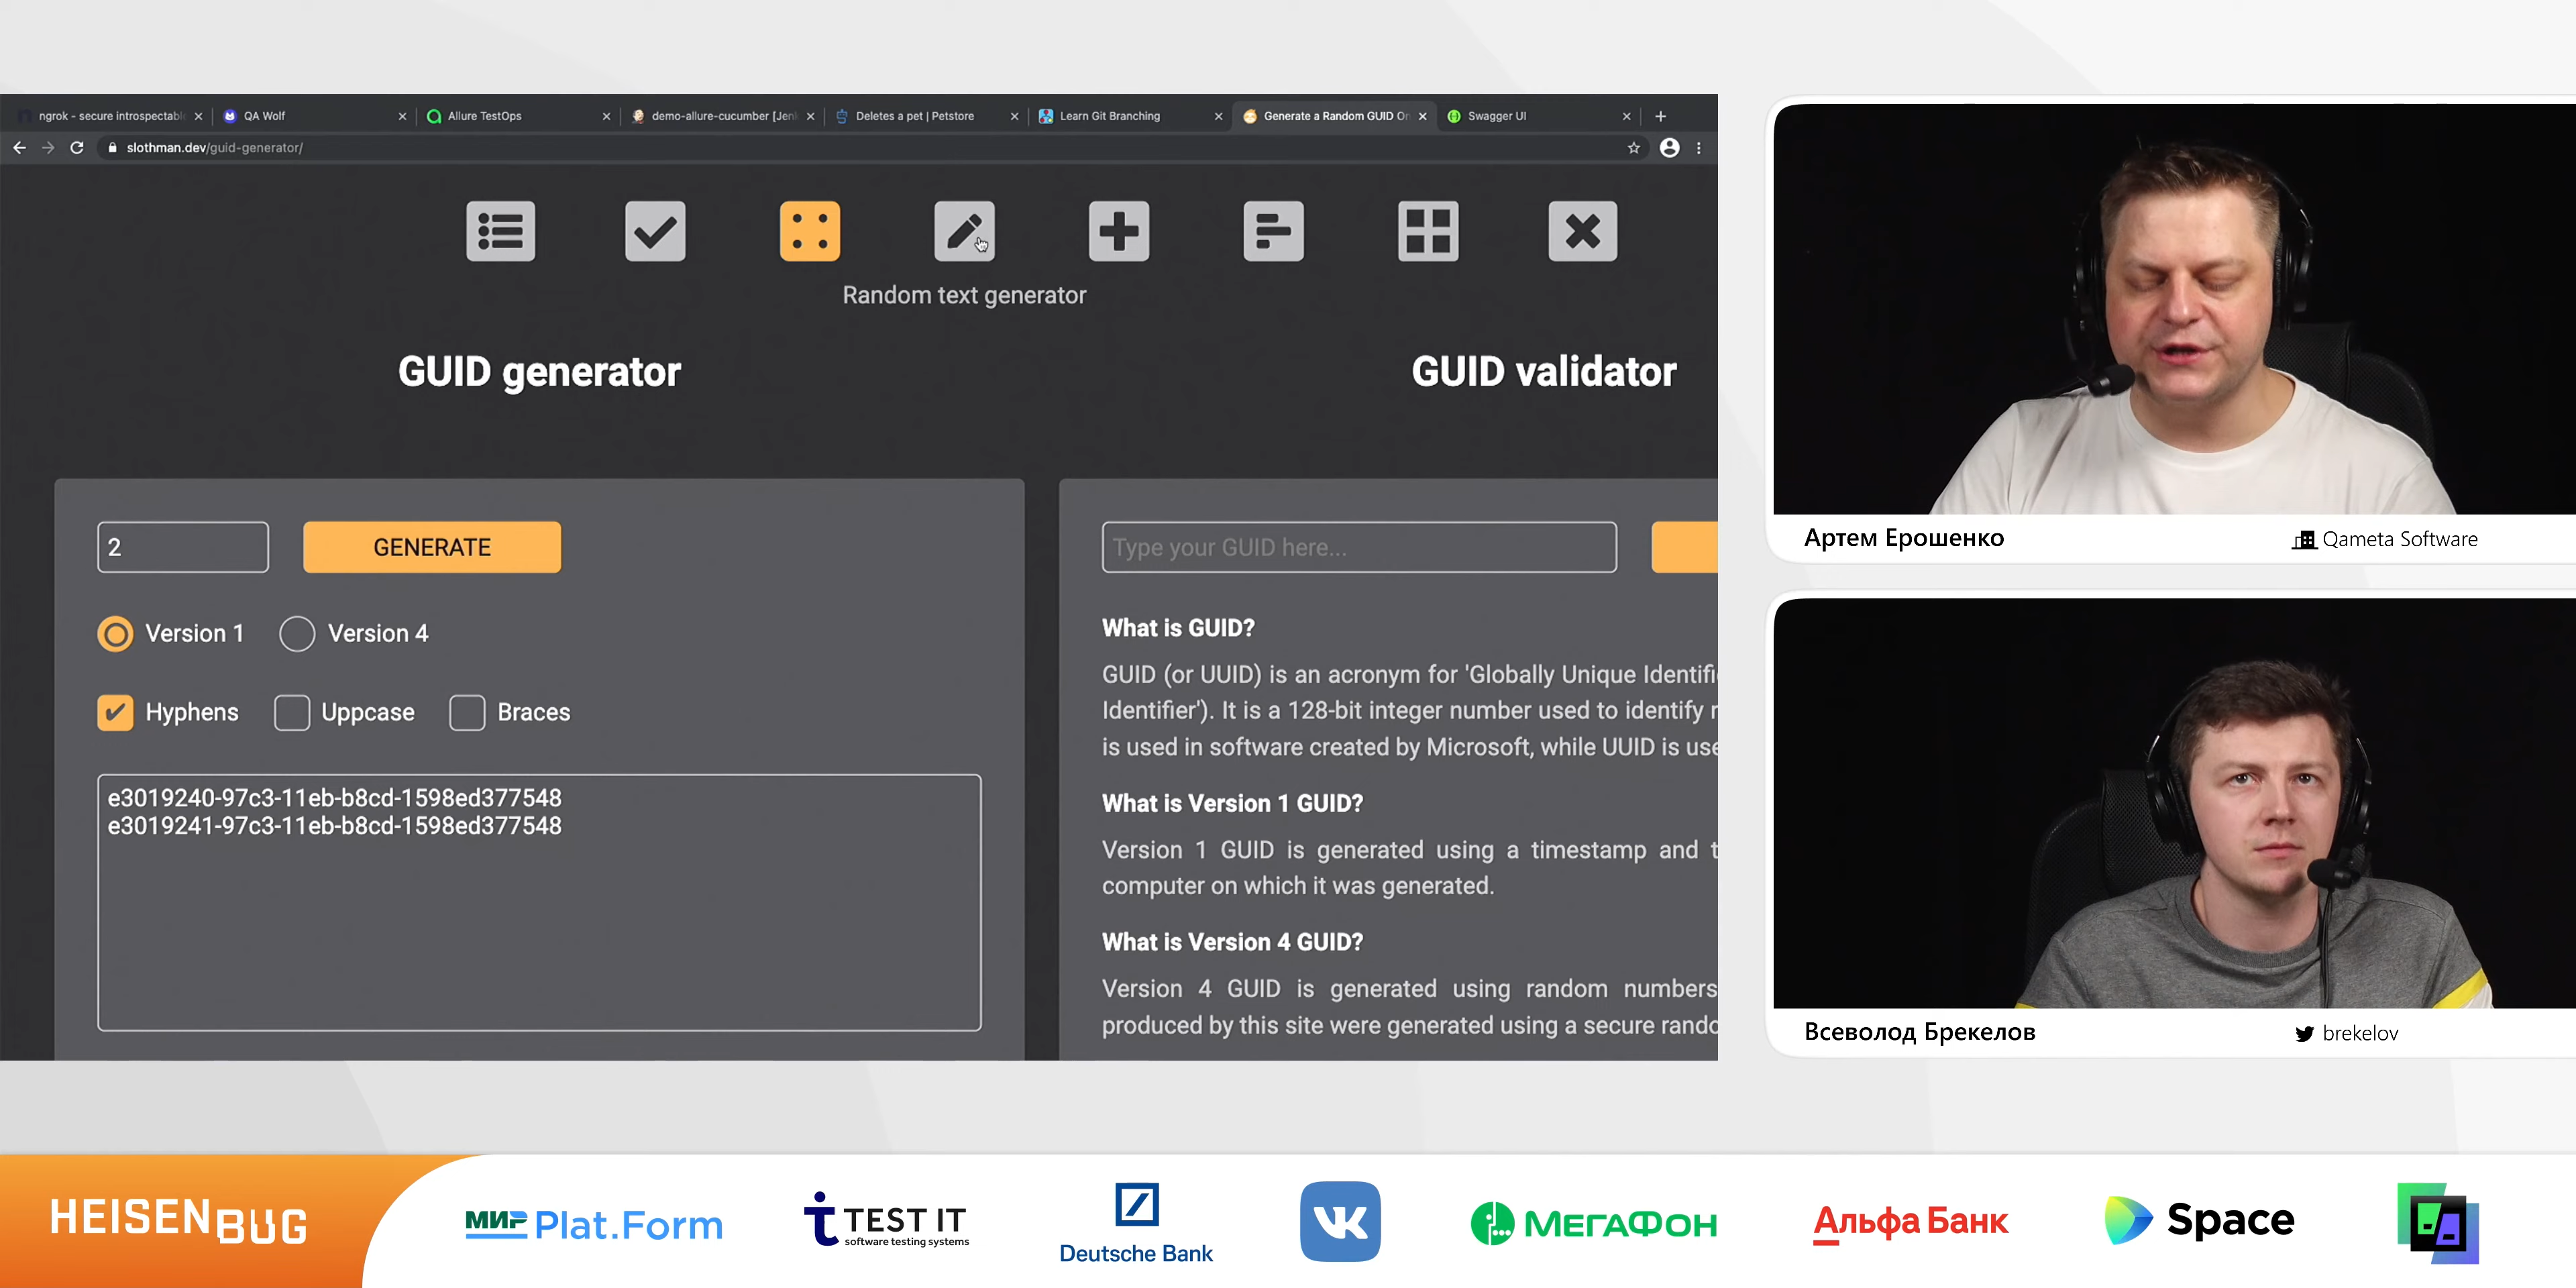 ngrok - secure introspectabl
QA Wolf
Allure TestOps
demo-allure-cucumber [Jen
Deletes a pet | Petstore
Learn Git Branching
Generate a Random GUID On
Swagger UI
slothman.dev/guid-generator/
Random text generator
GUID generator
GUID validator
2
GENERATE
Type your GUID here...
Version 1
Version 4
Hyphens
Uppcase
Braces
e3019240-97c3-11eb-b8cd-1598ed377548
e3019241-97c3-11eb-b8cd-1598ed377548
What is GUID?
GUID (or UUID) is an acronym for 'Globally Unique Identifi
Identifier'). It is a 128-bit integer number used to identify r
is used in software created by Microsoft, while UUID is use
What is Version 1 GUID?
Version 1 GUID is generated using a timestamp and t
computer on which it was generated.
What is Version 4 GUID?
Version 4 GUID is generated using random numbers
produced by this site were generated using a secure rando
Артем Ерошенко
Qameta Software
Всеволод Брекелов
brekelov
HEISENBUG
МИР Plat.Form
TEST IT
software testing systems
Deutsche Bank
VK
МЕГАФОН
Альфа Банк
Space